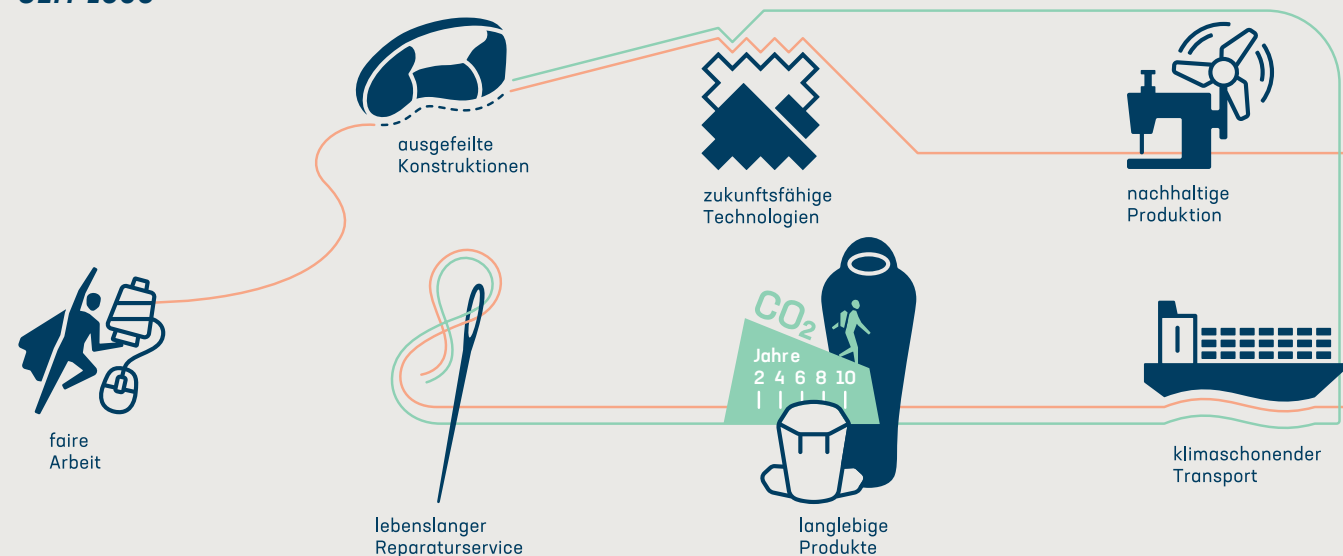 ausgefeilte
Konstruktionen
zukunftsfähige
Technologien
nachhaltige
Produktion
faire
Arbeit
lebenslanger
Reparaturservice
CO₂
Jahre
2 4 6 8 10
langlebige
Produkte
klimaschonender
Transport